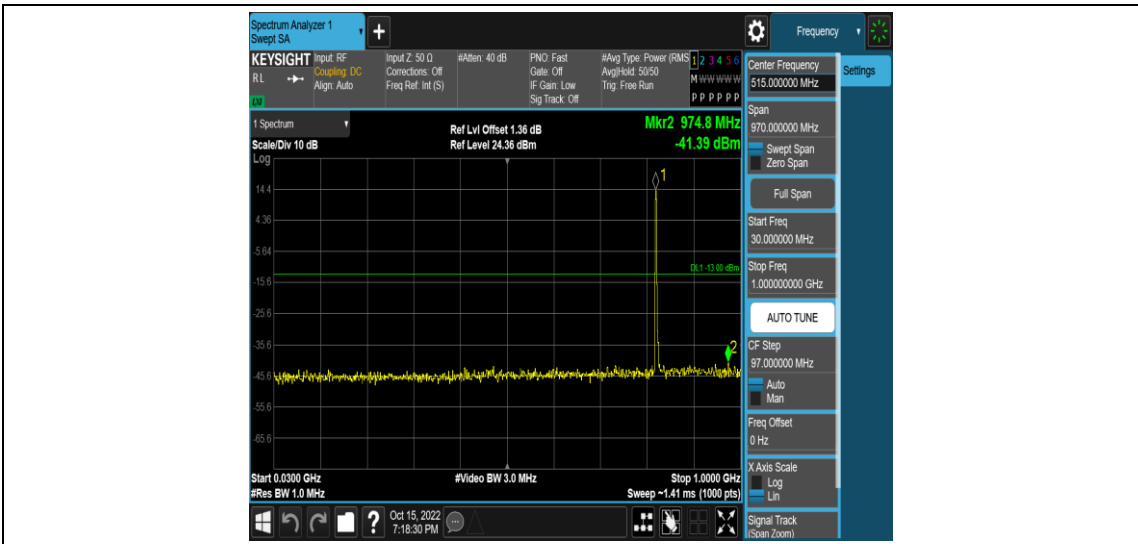 Spectrum Analyzer 1
Swept SA
+
Frequency
KEYSIGHT
RL
LXI
Input: RF
Coupling: DC
Align: Auto
Input Z: 50 Ω
Corrections: Off
Freq Ref: Int (S)
#Atten: 40 dB
PNO: Fast
Gate: Off
IF Gain: Low
Sig Track: Off
#Avg Type: Power (RMS
Avg|Hold: 50/50
Trig: Free Run
1 2 3 4 5 6
M W W W W W
P P P P P P
Center Frequency
515.000000 MHz
Settings
1 Spectrum
Scale/Div 10 dB
Log
Ref Lvl Offset 1.36 dB
Ref Level 24.36 dBm
Mkr2 974.8 MHz
-41.39 dBm
Span
970.000000 MHz
Swept Span
Zero Span
Full Span
1
14.4
4.36
-5.64
DL1 -13.00 dBm
-15.6
-25.6
-35.6
2
-45.6
-55.6
-65.6
Start Freq
30.000000 MHz
Stop Freq
1.000000000 GHz
AUTO TUNE
CF Step
97.000000 MHz
Auto
Man
Freq Offset
0 Hz
X Axis Scale
Log
Lin
Signal Track
(Span Zoom)
Start 0.0300 GHz
#Res BW 1.0 MHz
#Video BW 3.0 MHz
Stop 1.0000 GHz
Sweep ~1.41 ms (1000 pts)
?
Oct 15, 2022
7:18:30 PM